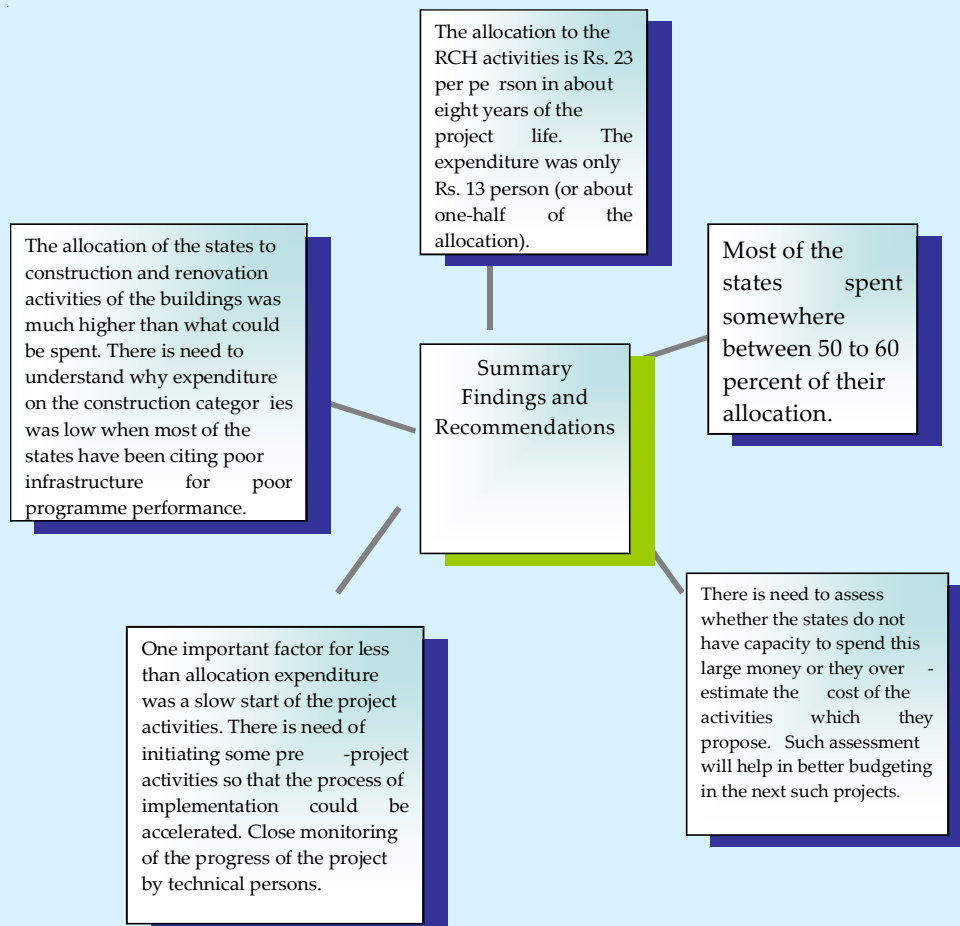 The allocation to the
RCH activities is Rs. 23
per pe rson in about
eight years of the
project life. The
expenditure was only
Rs. 13 person (or about
one-half of the
allocation).
The allocation of the states to
construction and renovation
activities of the buildings was
much higher than what could
be spent. There is need to
understand why expenditure
on the construction categor ies
was low when most of the
states have been citing poor
infrastructure for poor
programme performance.
Most of the
states spent
somewhere
between 50 to 60
percent of their
allocation.
Summary
Findings and
Recommendations
There is need to assess
whether the states do not
have capacity to spend this
large money or they over -
estimate the cost of the
activities which they
propose. Such assessment
will help in better budgeting
in the next such projects.
One important factor for less
than allocation expenditure
was a slow start of the project
activities. There is need of
initiating some pre -project
activities so that the process of
implementation could be
accelerated. Close monitoring
of the progress of the project
by technical persons.